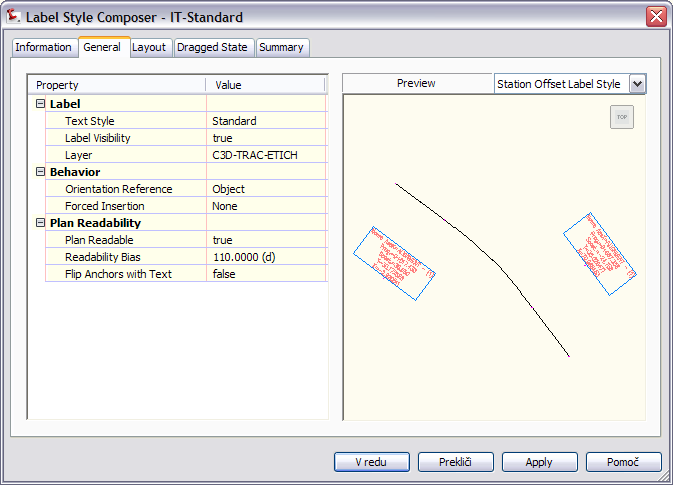 Label Style Composer - IT-Standard
Information General Layout Dragged State Summary
Property Value
Label
Text Style Standard
Label Visibility true
Layer C3D-TRAC-ETICH
Behavior
Orientation Reference Object
Forced Insertion None
Plan Readability
Plan Readable true
Readability Bias 110.0000 (d)
Flip Anchors with Text false
Preview Station Offset Label Style
TOP
V redu Prekliči Apply Pomoč